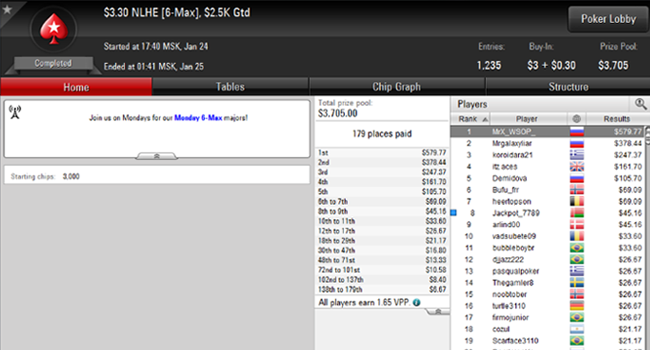 $3.30 NLHE [6-Max], $2.5K Gtd
Poker Lobby
Started at 17:40 MSK, Jan 24
Entries: Buy-In: Prize Pool:
Completed
Ended at 01:41 MSK, Jan 25
1,235 $3 + $0.30 $3,705
Home Tables Chip Graph Structure
Join us on Mondays for our Monday 6-Max majors!
Starting chips: 3,000
Total prize pool:
$3,705.00
179 places paid
1st $579.77
2nd $378.44
3rd $247.37
4th $161.70
5th $105.70
6th to 7th $69.09
8th to 9th $45.16
10th to 11th $33.60
12th to 17th $26.67
18th to 29th $21.17
30th to 47th $16.80
48th to 71st $13.33
72nd to 101st $10.58
102nd to 137th $8.40
138th to 179th $6.67
All players earn 1.65 VPP.
Players
Rank Player Results
1 MrX_WSOP_ $579.77
2 Mrgalaxyliar $378.44
3 koroidara21 $247.37
4 itz aces $161.70
5 Demidova $105.70
6 Bufu_frr $69.09
7 heerfopson $69.09
8 Jackpot_7789 $45.16
9 arlind00 $45.16
10 vadsubete09 $33.60
11 bubbleboybr $33.60
12 djjazz222 $26.67
13 pasqualpoker $26.67
14 Thegamler8 $26.67
15 nooblober $26.67
16 turtle3110 $26.67
17 firmojunior $26.67
18 cozul $21.17
19 Scarface3110 $21.17